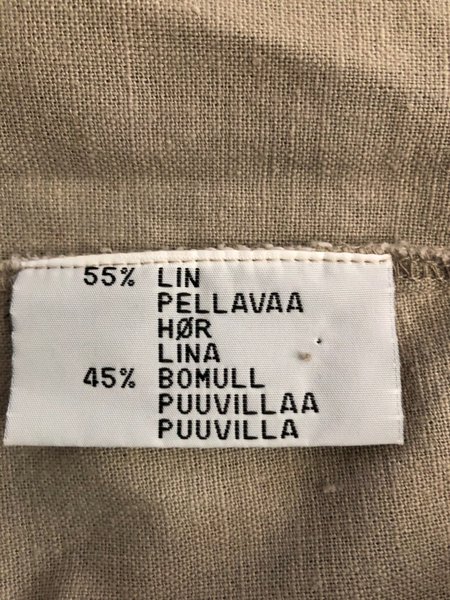 55% LIN
PELLAVAA
HØR
LINA
45% BOMULL
PUUVILLAA
PUUVILLA